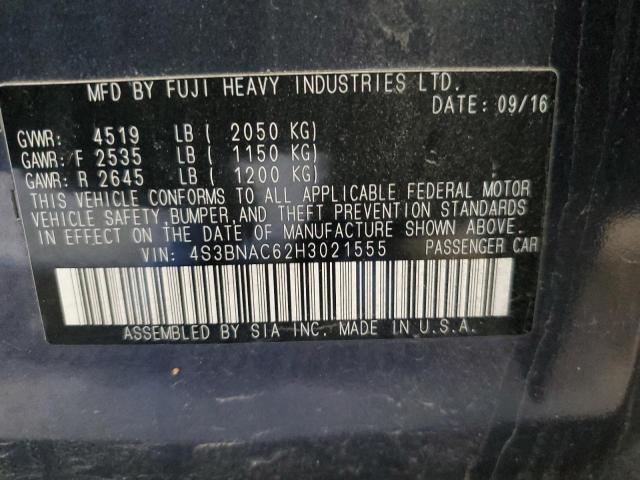 MFD BY FUJI HEAVY INDUSTRIES LTD.
DATE: 09/16
GVWR: 4519 LB ( 2050 KG)
GAWR: F 2535 LB ( 1150 KG)
GAWR: R 2645 LB ( 1200 KG)
THIS VEHICLE CONFORMS TO ALL APPLICABLE FEDERAL MOTOR
VEHICLE SAFETY, BUMPER, AND THEFT PREVENTION STANDARDS
IN EFFECT ON THE DATE OF MANUFACTURE SHOWN ABOVE.
VIN: 4S3BNAC62H3021555 PASSENGER CAR
ASSEMBLED BY SIA INC. MADE IN U.S.A.